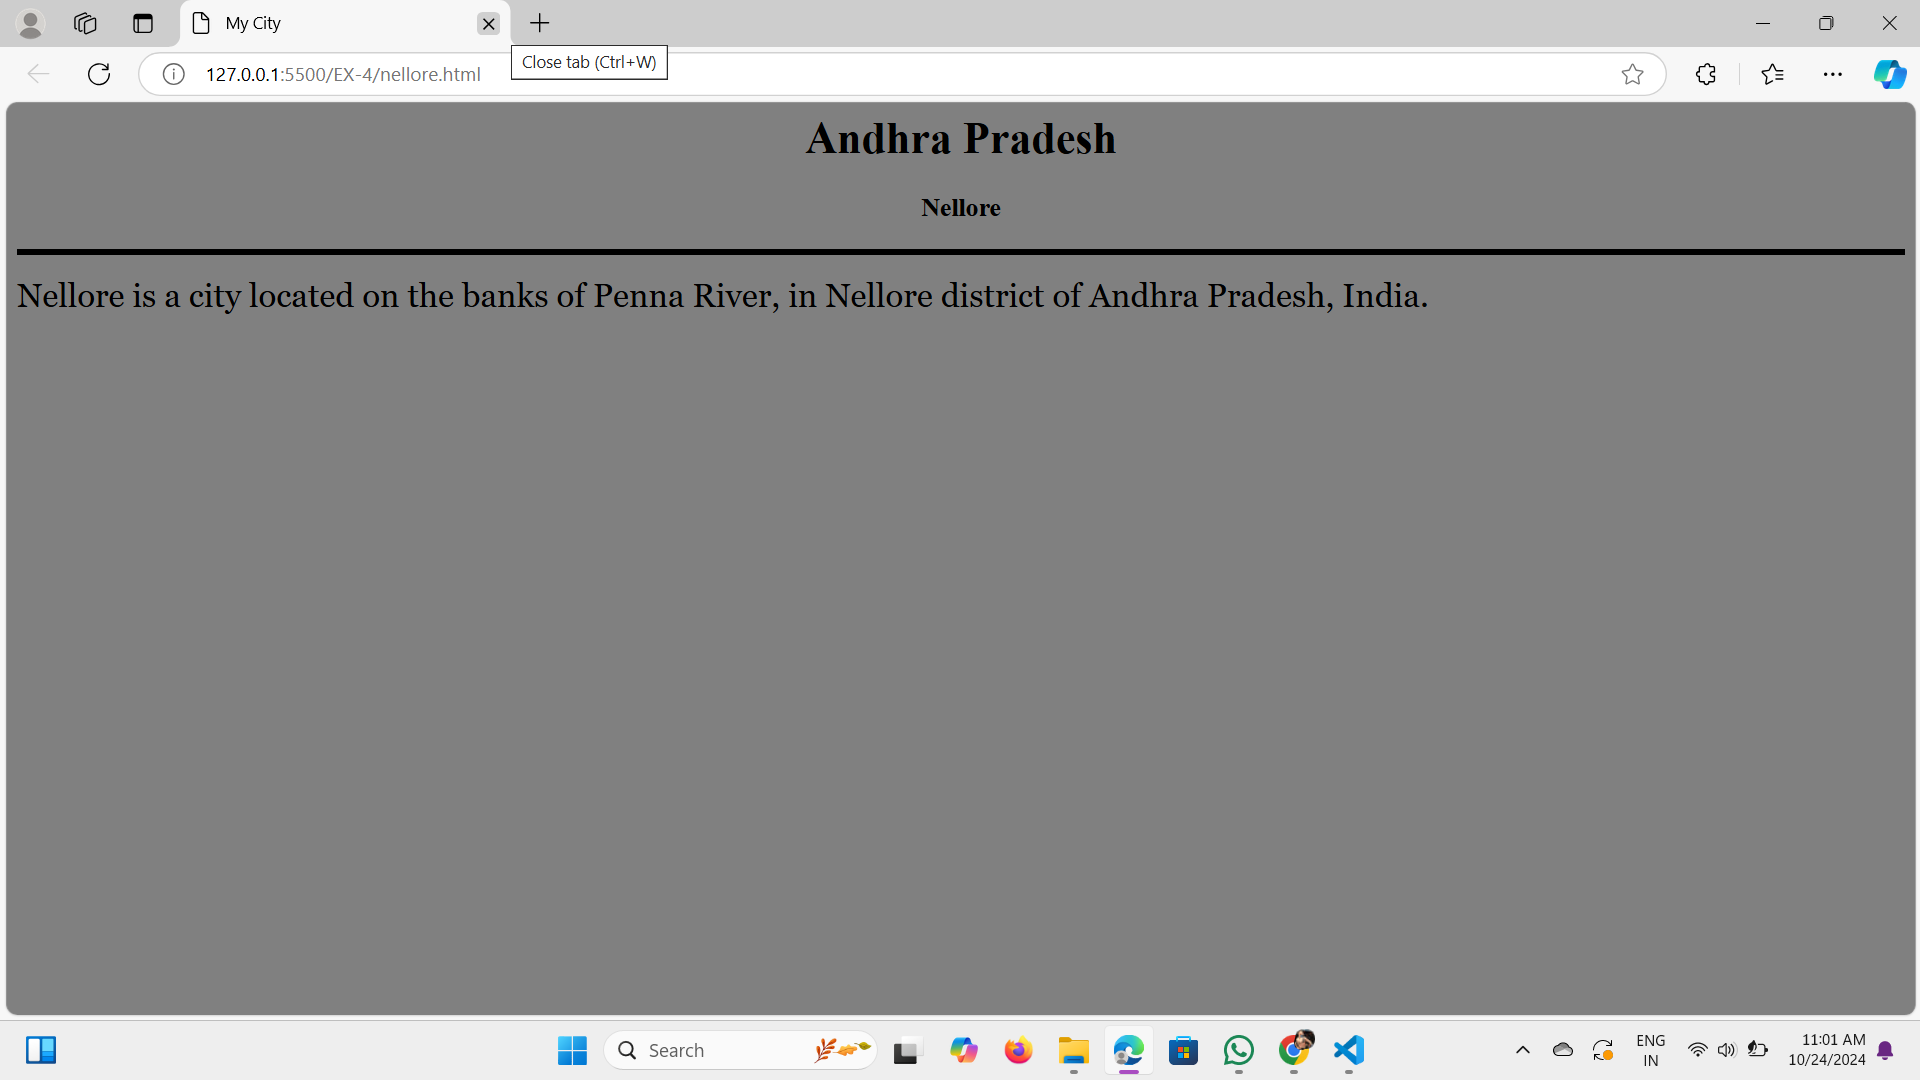 My City
Close tab (Ctrl+W)
127.0.0.1:5500/EX-4/nellore.html
Andhra Pradesh
Nellore
Nellore is a city located on the banks of Penna River, in Nellore district of Andhra Pradesh, India.
Search
ENG
IN
11:01 AM
10/24/2024